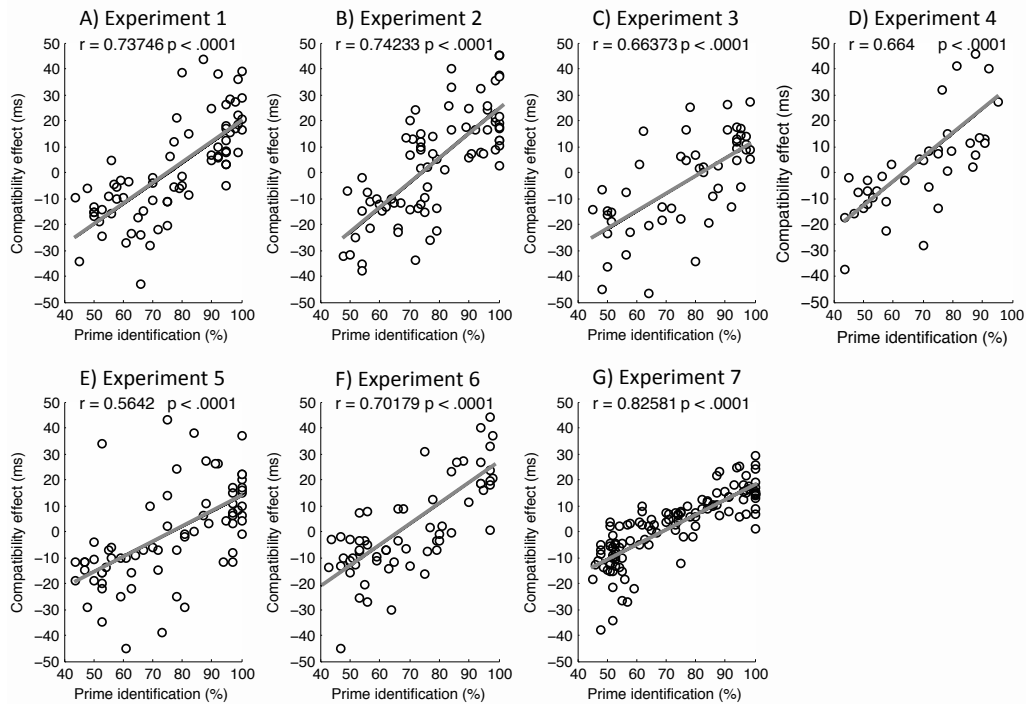 A) Experiment 1
r = 0.73746 p < .0001
Compatibility effect (ms)
50
40
30
20
10
0
−10
−20
−30
−40
−50
40 50 60 70 80 90 100
Prime identification (%)
B) Experiment 2
r = 0.74233 p < .0001
Compatibility effect (ms)
50
40
30
20
10
0
−10
−20
−30
−40
−50
40 50 60 70 80 90 100
Prime identification (%)
C) Experiment 3
r = 0.66373 p < .0001
Compatibility effect (ms)
50
40
30
20
10
0
−10
−20
−30
−40
−50
40 50 60 70 80 90 100
Prime identification (%)
D) Experiment 4
r = 0.664 p < .0001
Compatibility effect (ms)
50
40
30
20
10
0
−10
−20
−30
−40
−50
40 50 60 70 80 90 100
Prime identification (%)
E) Experiment 5
r = 0.5642 p < .0001
Compatibility effect (ms)
50
40
30
20
10
0
−10
−20
−30
−40
−50
40 50 60 70 80 90 100
Prime identification (%)
F) Experiment 6
r = 0.70179 p < .0001
Compatibility effect (ms)
50
40
30
20
10
0
−10
−20
−30
−40
−50
40 50 60 70 80 90 100
Prime identification (%)
G) Experiment 7
r = 0.82581 p < .0001
Compatibility effect (ms)
50
40
30
20
10
0
−10
−20
−30
−40
−50
40 50 60 70 80 90 100
Prime identification (%)